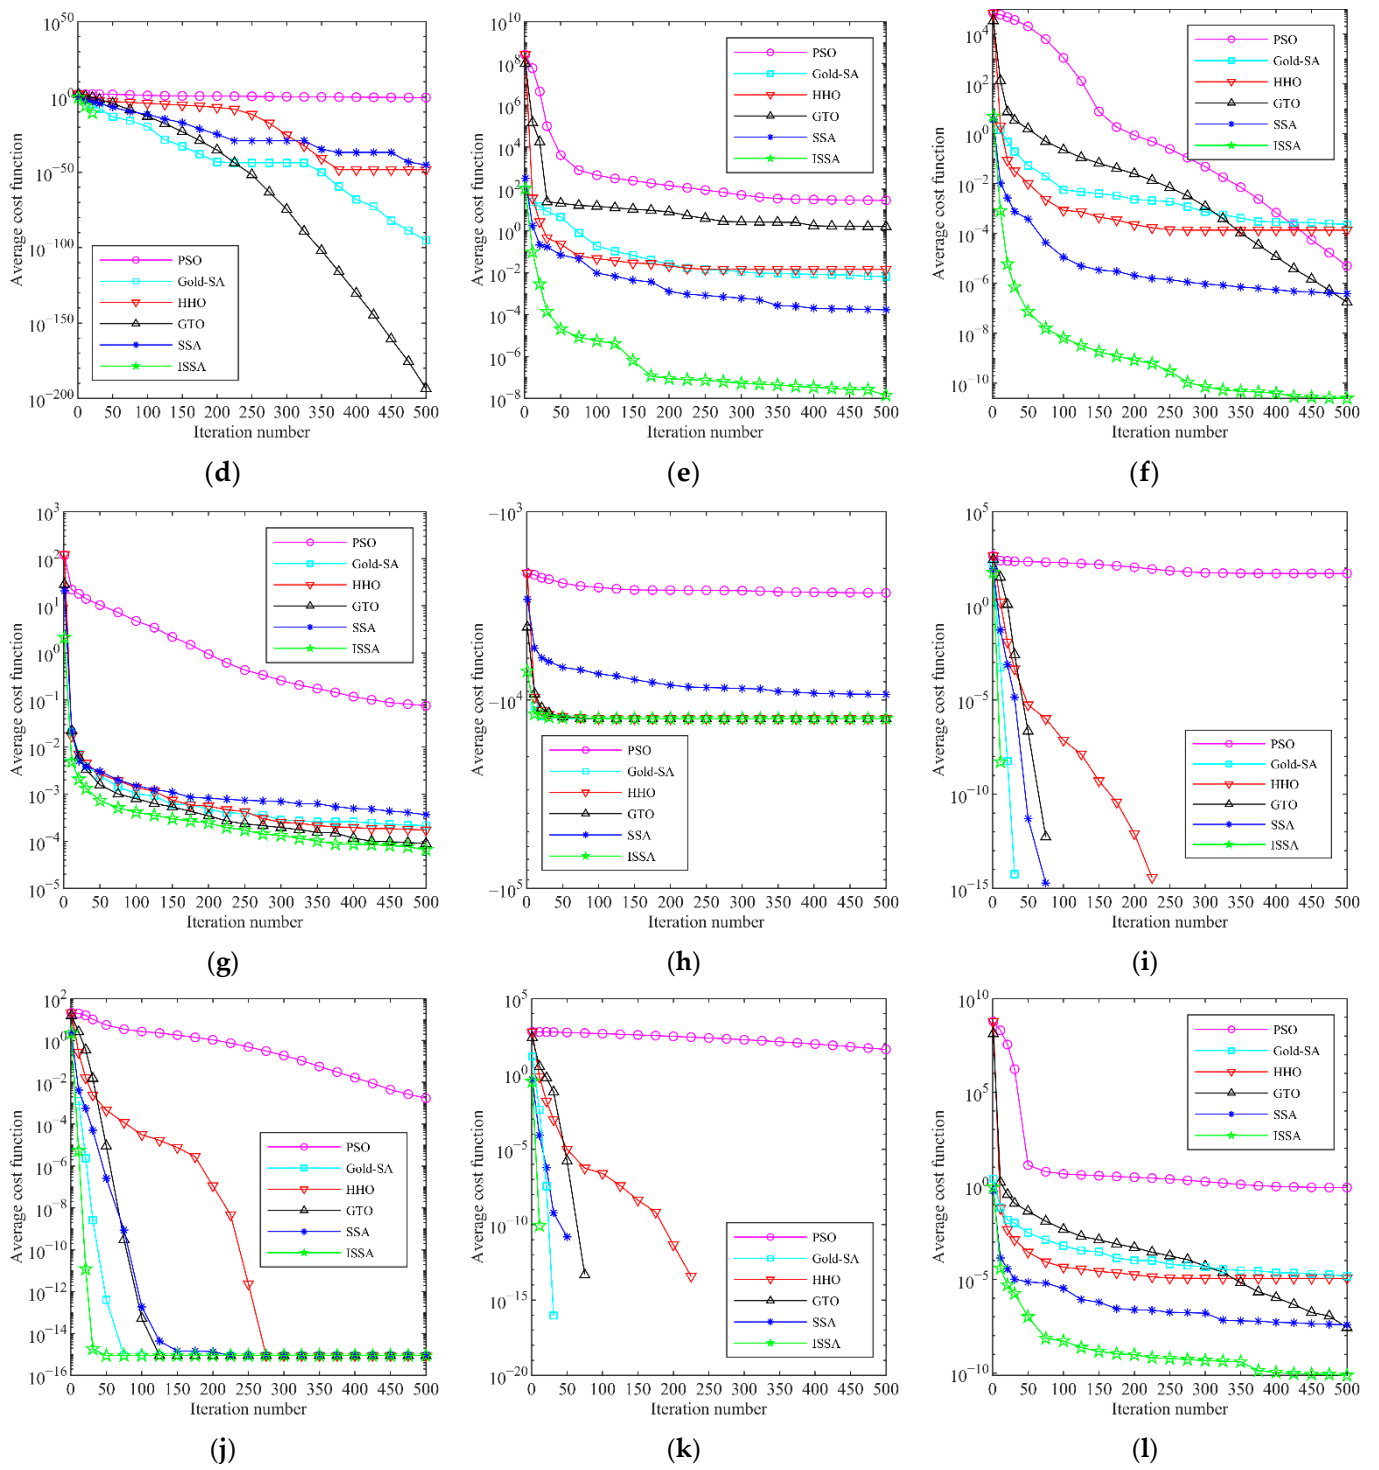 10^50
10^0
10^-50
10^-100
10^-150
10^-200
0 50 100 150 200 250 300 350 400 450 500
Average cost function
Iteration number
PSO
Gold-SA
HHO
GTO
SSA
ISSA
(d)
10^10
10^8
10^6
10^4
10^2
10^0
10^-2
10^-4
10^-6
10^-8
0 50 100 150 200 250 300 350 400 450 500
Average cost function
Iteration number
PSO
Gold-SA
HHO
GTO
SSA
ISSA
(e)
10^4
10^2
10^0
10^-2
10^-4
10^-6
10^-8
10^-10
0 50 100 150 200 250 300 350 400 450 500
Average cost function
Iteration number
PSO
Gold-SA
HHO
GTO
SSA
ISSA
(f)
10^3
10^2
10^1
10^0
10^-1
10^-2
10^-3
10^-4
10^-5
0 50 100 150 200 250 300 350 400 450 500
Average cost function
Iteration number
PSO
Gold-SA
HHO
GTO
SSA
ISSA
(g)
-10^3
-10^4
-10^5
0 50 100 150 200 250 300 350 400 450 500
Average cost function
Iteration number
PSO
Gold-SA
HHO
GTO
SSA
ISSA
(h)
10^5
10^0
10^-5
10^-10
10^-15
0 50 100 150 200 250 300 350 400 450 500
Average cost function
Iteration number
PSO
Gold-SA
HHO
GTO
SSA
ISSA
(i)
10^2
10^0
10^-2
10^-4
10^-6
10^-8
10^-10
10^-12
10^-14
10^-16
0 50 100 150 200 250 300 350 400 450 500
Average cost function
Iteration number
PSO
Gold-SA
HHO
GTO
SSA
ISSA
(j)
10^5
10^0
10^-5
10^-10
10^-15
10^-20
0 50 100 150 200 250 300 350 400 450 500
Average cost function
Iteration number
PSO
Gold-SA
HHO
GTO
SSA
ISSA
(k)
10^10
10^5
10^0
10^-5
10^-10
0 50 100 150 200 250 300 350 400 450 500
Average cost function
Iteration number
PSO
Gold-SA
HHO
GTO
SSA
ISSA
(l)